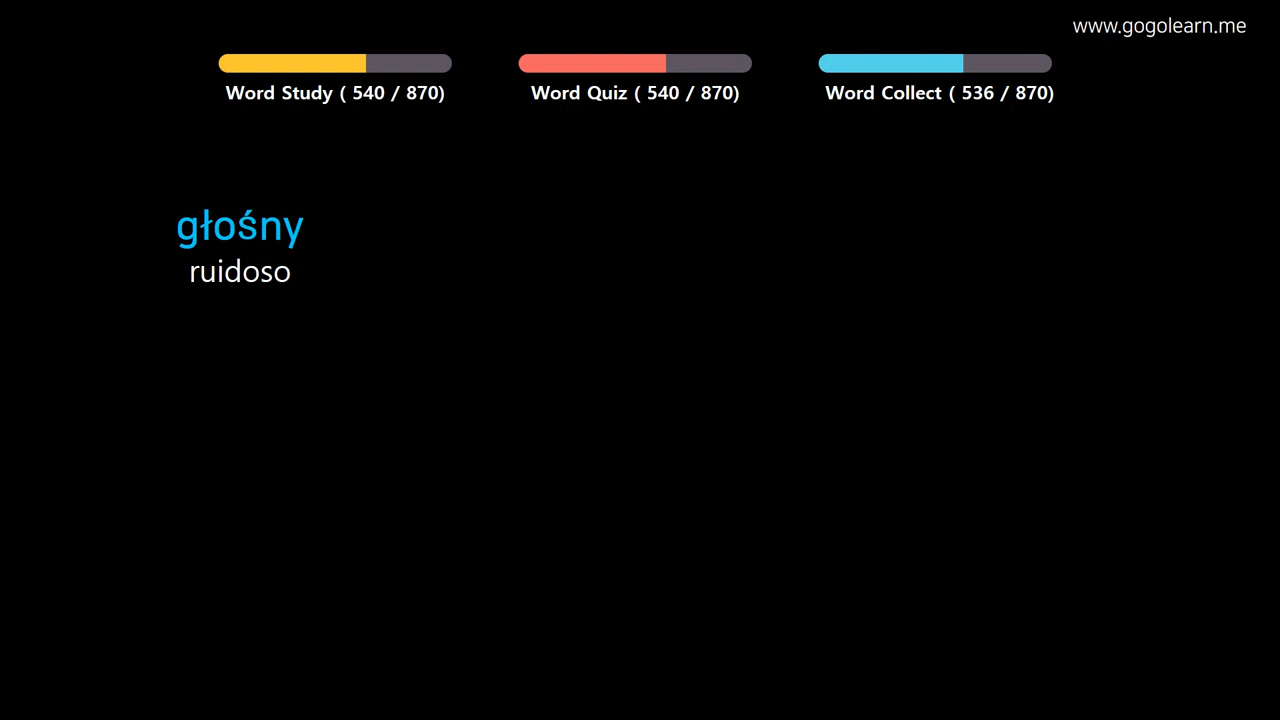 www.gogolearn.me
Word Study ( 540 / 870)
Word Quiz ( 540 / 870)
Word Collect ( 536 / 870)
głośny
ruidoso